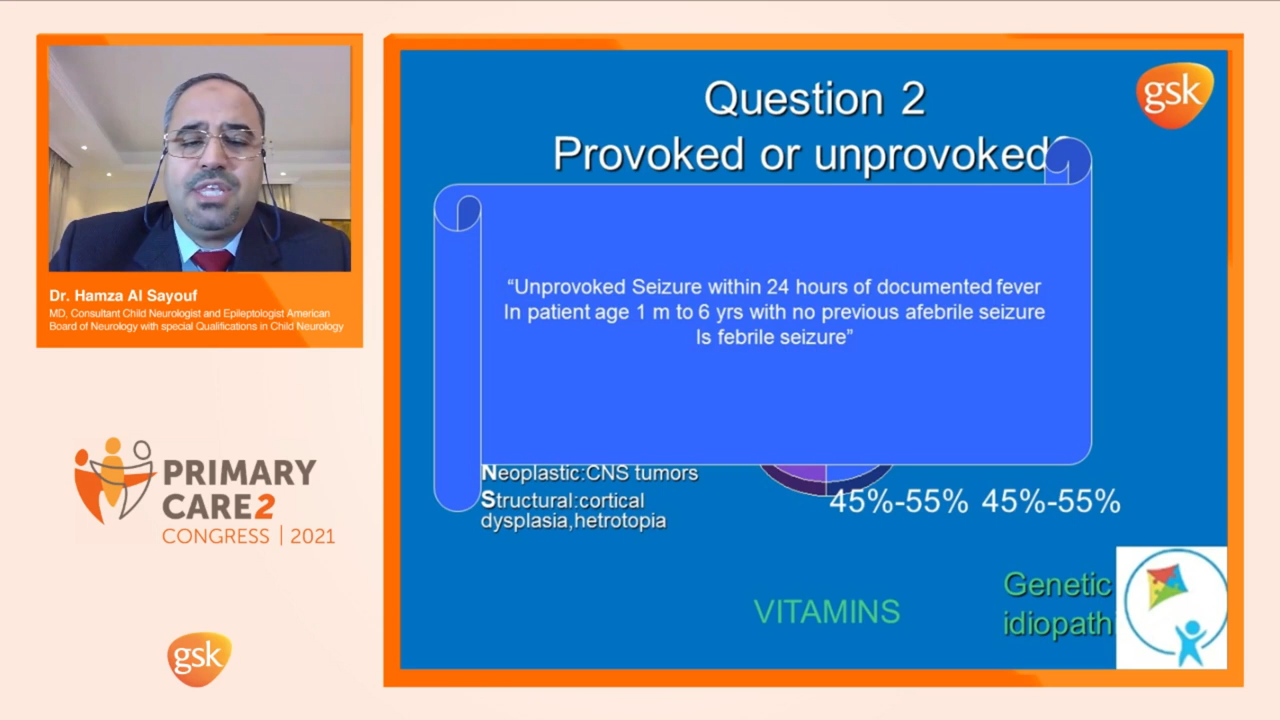 Dr. Hamza Al Sayouf
MD, Consultant Child Neurologist and Epileptologist American
Board of Neurology with special Qualifications in Child Neurology
PRIMARY
CARE2
CONGRESS | 2021
gsk
gsk
Question 2
Provoked or unprovoked?
“Unprovoked Seizure within 24 hours of documented fever
In patient age 1 m to 6 yrs with no previous afebrile seizure
Is febrile seizure”
Neoplastic:CNS tumors
Structural:cortical
dysplasia,hetrotopia
45%-55% 45%-55%
VITAMINS
Genetic
idiopath